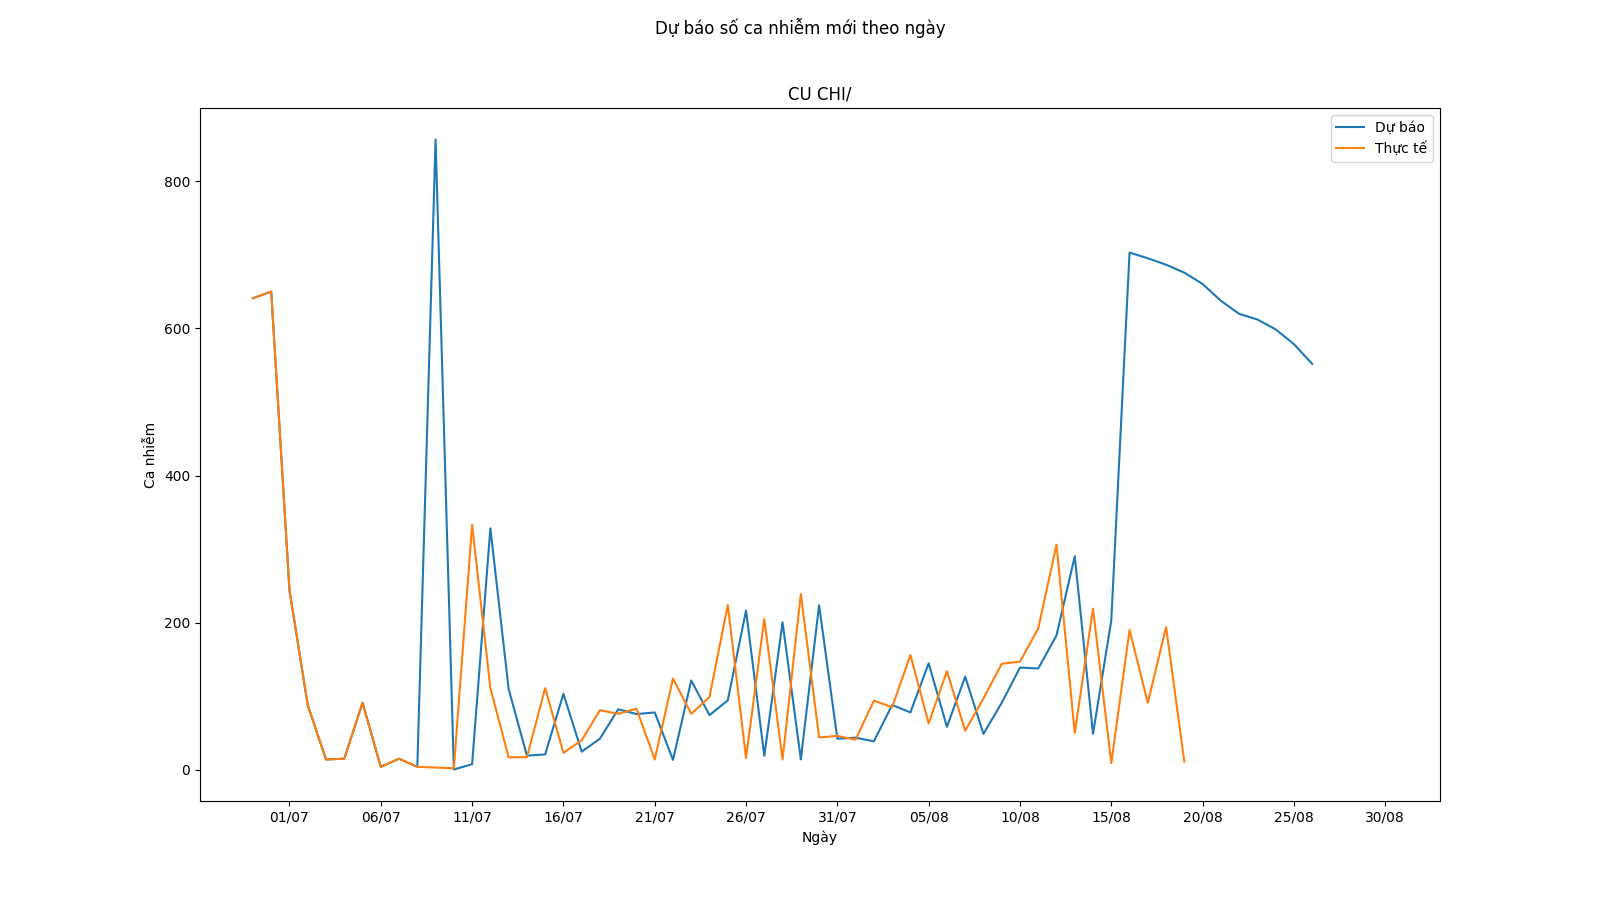 Dự báo số ca nhiễm mới theo ngày
CU CHI/
Dự báo
Thực tế
800
600
400
200
0
Ca nhiễm
01/07 06/07 11/07 16/07 21/07 26/07 31/07 05/08 10/08 15/08 20/08 25/08 30/08
Ngày